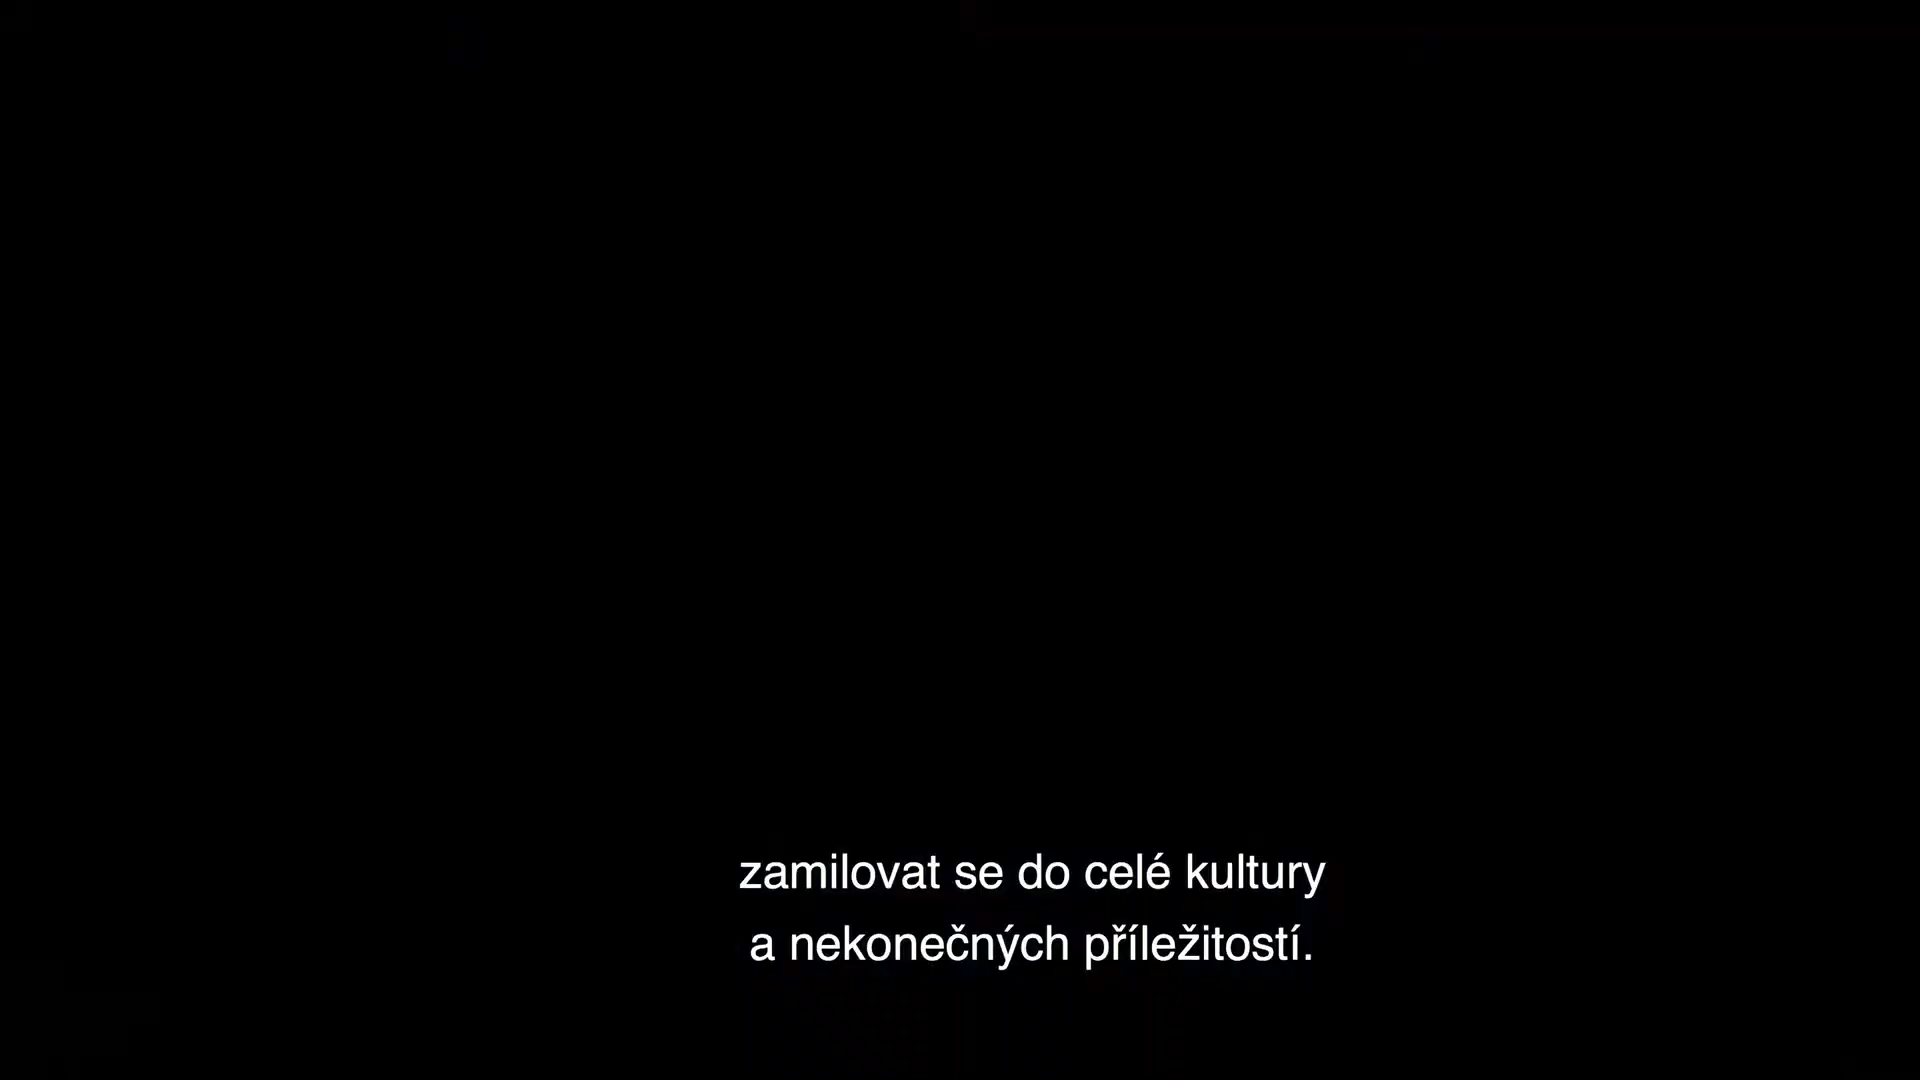 zamilovat se do celé kultury
a nekonečných příležitostí.